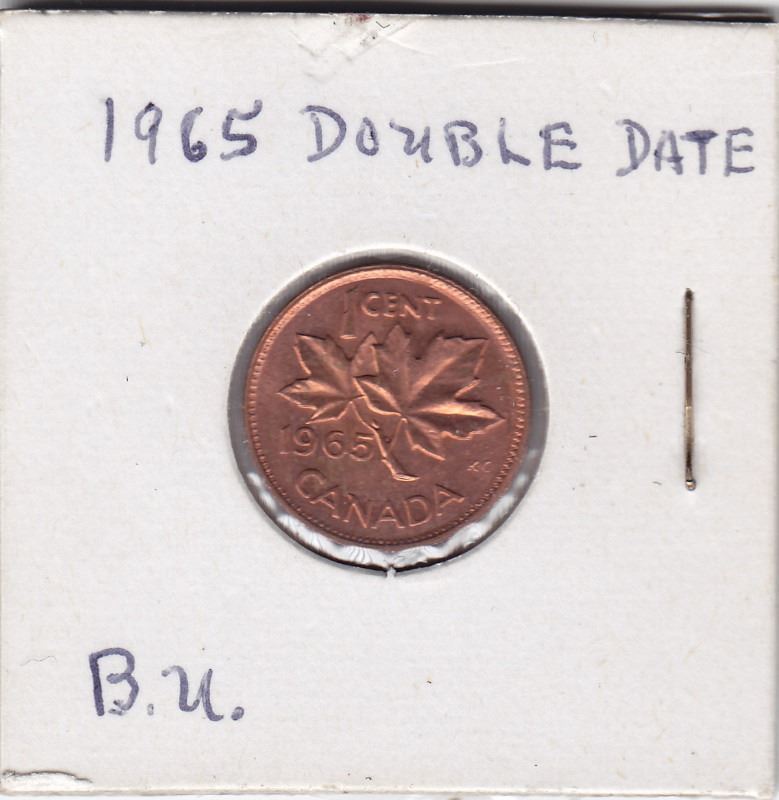 1965 DOUBLE DATE
1 CENT
1965
KG
CANADA
B.U.